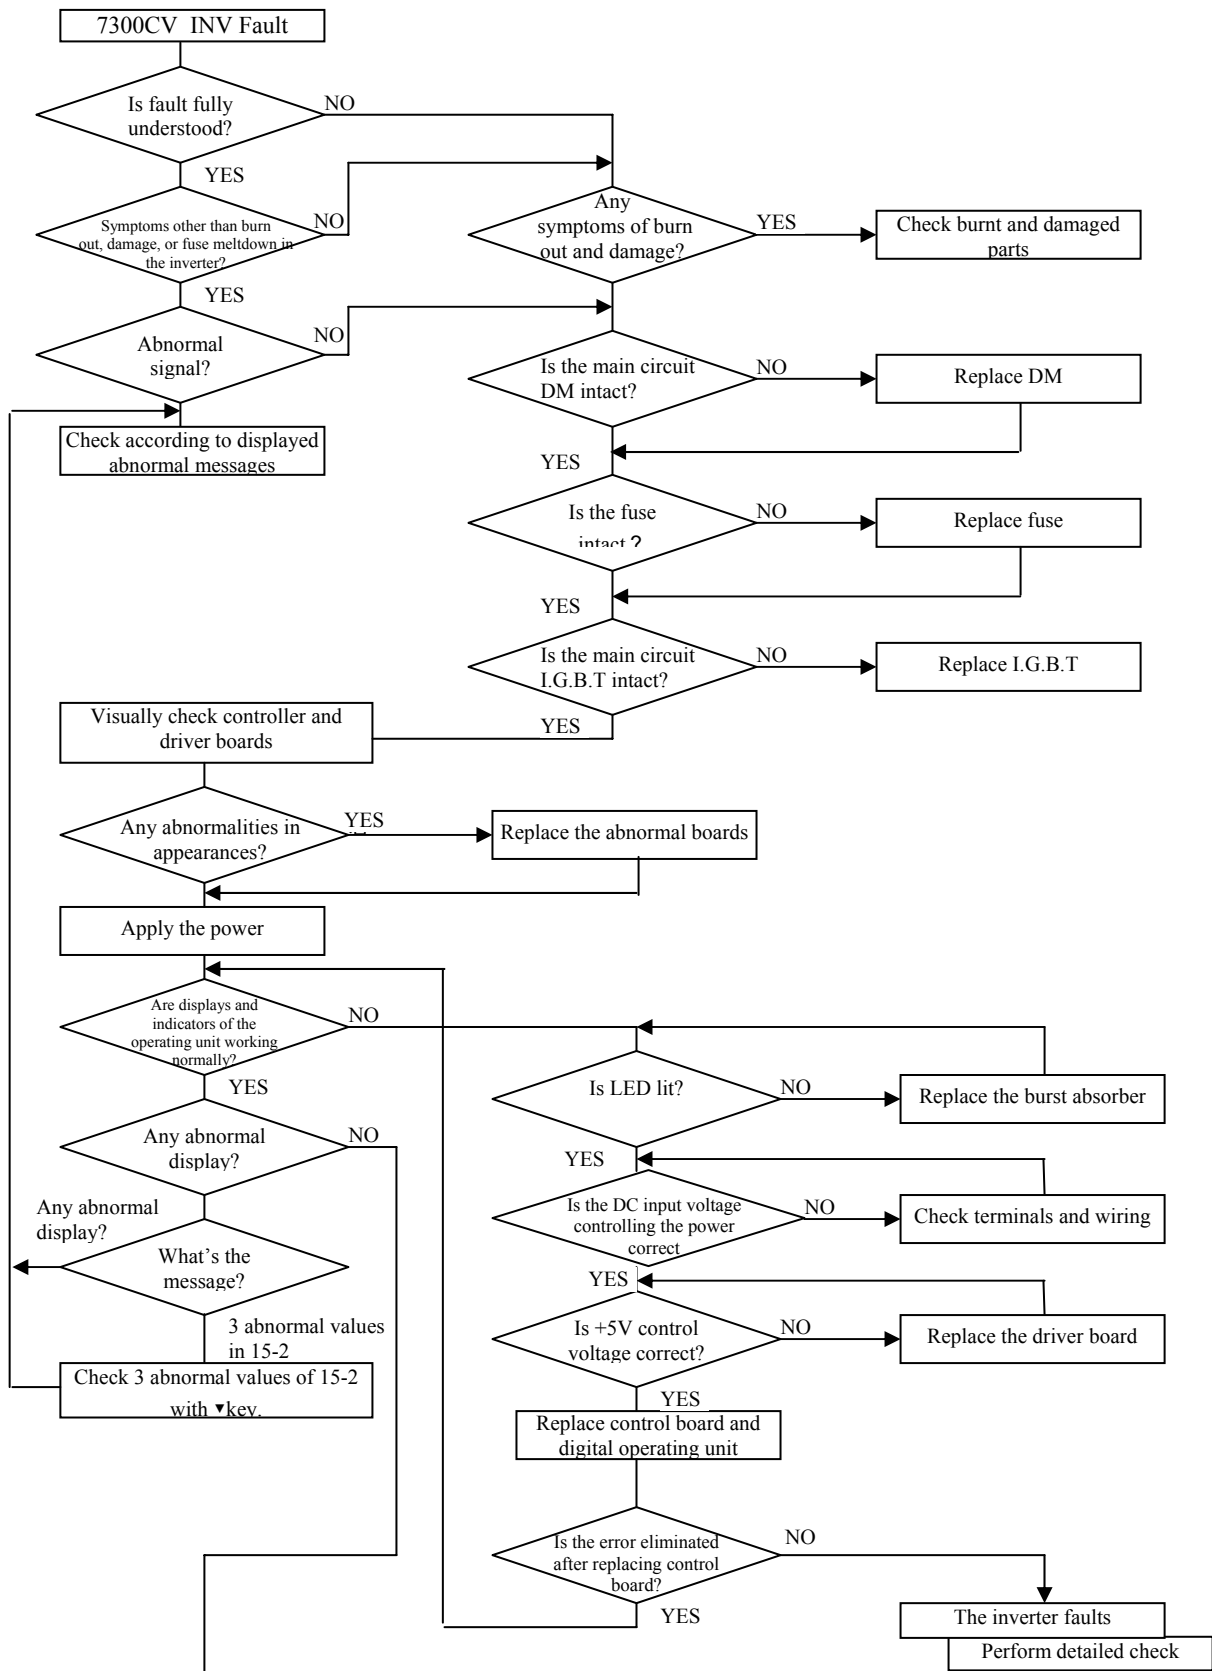 7300CV INV Fault
Is fault fully
understood?
NO
YES
Symptoms other than burn
out, damage, or fuse meltdown in
the inverter?
NO
YES
Abnormal
signal?
NO
Check according to displayed
abnormal messages
Any
symptoms of burn
out and damage?
YES
Check burnt and damaged
parts
Is the main circuit
DM intact?
NO
Replace DM
YES
Is the fuse
intact ?
NO
Replace fuse
YES
Is the main circuit
I.G.B.T intact?
NO
Replace I.G.B.T
YES
Visually check controller and
driver boards
Any abnormalities in
appearances?
YES
Replace the abnormal boards
Apply the power
Are displays and
indicators of the
operating unit working
normally?
NO
YES
Any abnormal
display?
NO
Any abnormal
display?
What's the
message?
3 abnormal values
in 15-2
Check 3 abnormal values of 15-2
with ▼key.
Is LED lit?
NO
Replace the burst absorber
YES
Is the DC input voltage
controlling the power
correct
NO
Check terminals and wiring
YES
Is +5V control
voltage correct?
NO
Replace the driver board
YES
Replace control board and
digital operating unit
Is the error eliminated
after replacing control
board?
NO
YES
The inverter faults
Perform detailed check